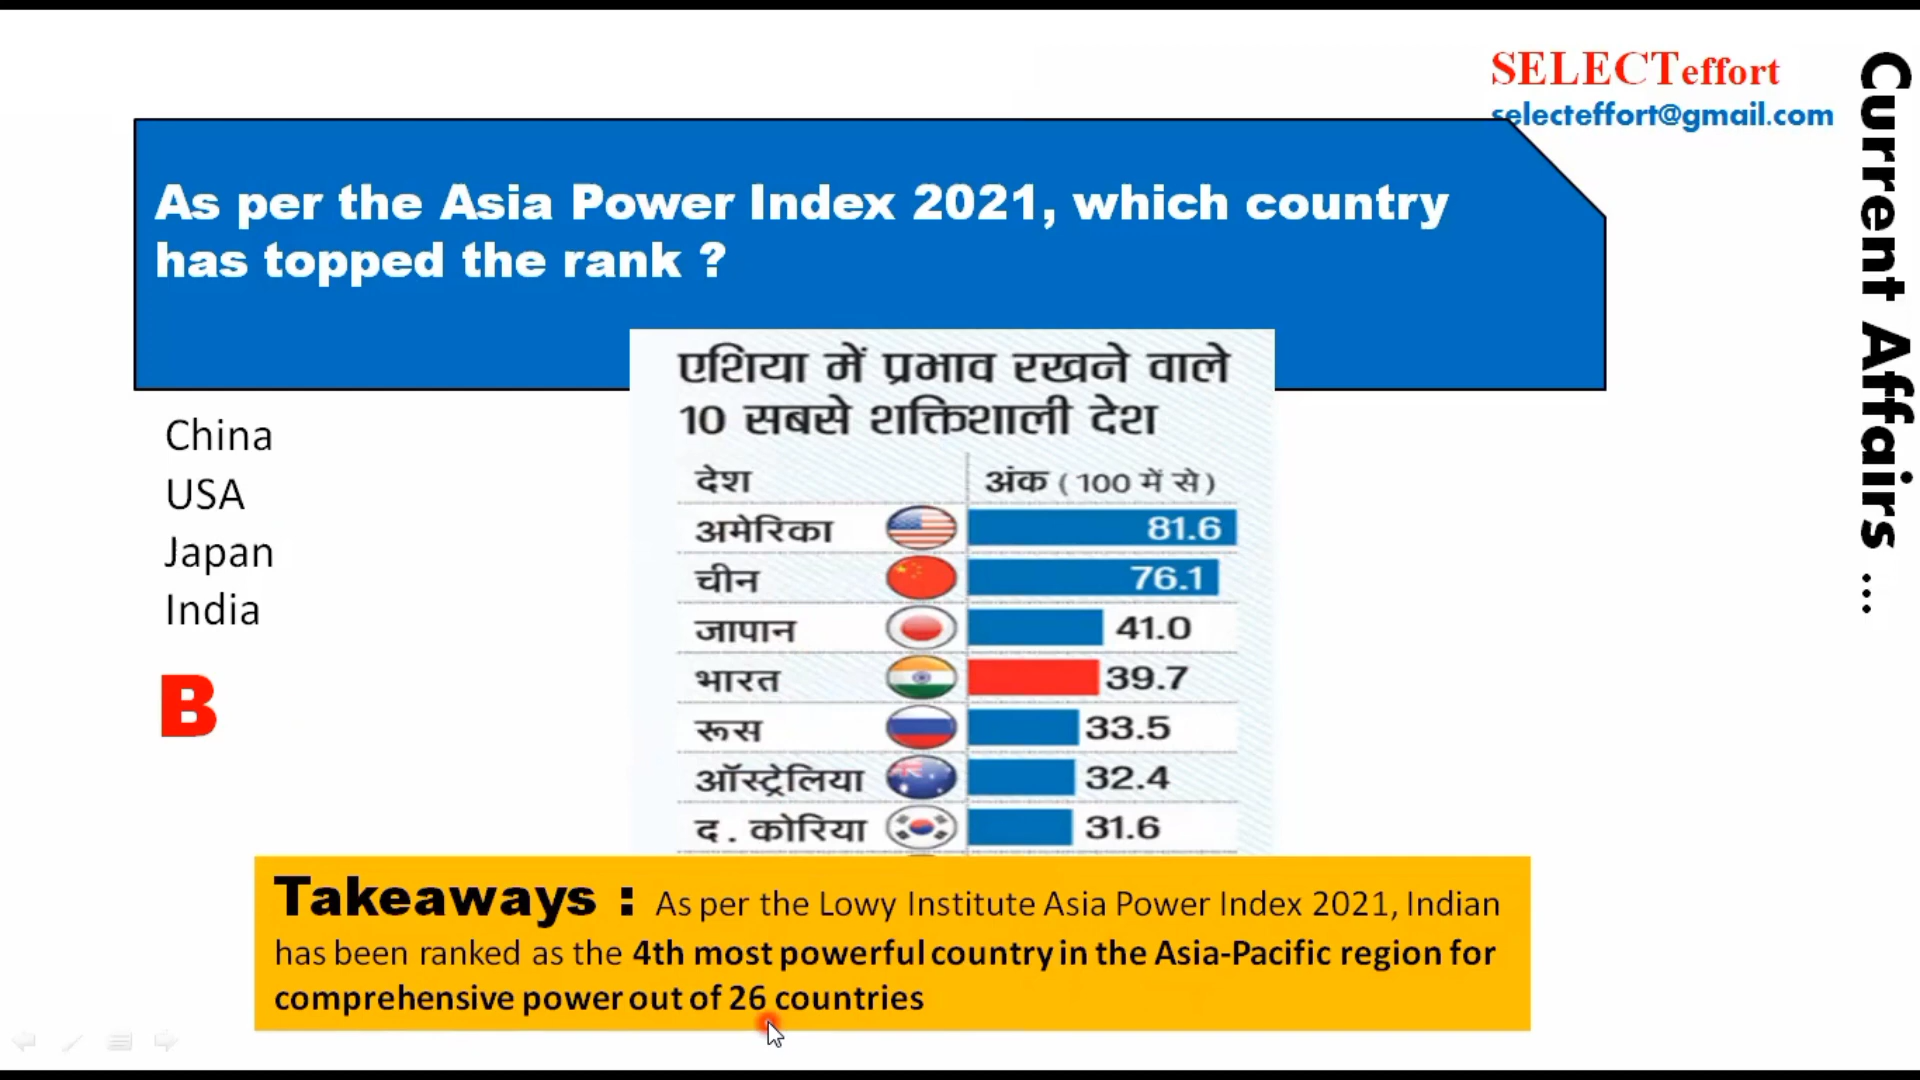 SELECTeffort
selecteffort@gmail.com
Current Affairs ...
As per the Asia Power Index 2021, which country
has topped the rank ?
China
USA
Japan
India
B
एशिया में प्रभाव रखने वाले
10 सबसे शक्तिशाली देश
देश अंक (100 में से)
अमेरिका 81.6
चीन 76.1
जापान 41.0
भारत 39.7
रूस 33.5
ऑस्ट्रेलिया 32.4
द. कोरिया 31.6
Takeaways : As per the Lowy Institute Asia Power Index 2021, Indian
has been ranked as the 4th most powerful country in the Asia-Pacific region for
comprehensive power out of 26 countries